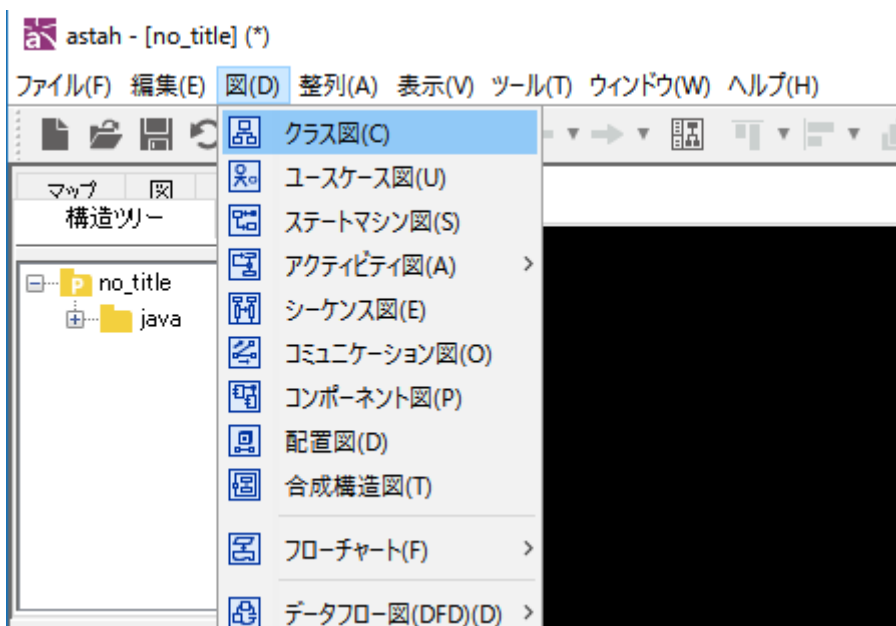 astah - [no_title] (*)
ファイル(F) 編集(E) 図(D) 整列(A) 表示(V) ツール(T) ウィンドウ(W) ヘルプ(H)
マップ 図
構造ツリー
no_title
java
クラス図(C)
ユースケース図(U)
ステートマシン図(S)
アクティビティ図(A)
シーケンス図(E)
コミュニケーション図(O)
コンポーネント図(P)
配置図(D)
合成構造図(T)
フローチャート(F)
データフロー図(DFD)(D)